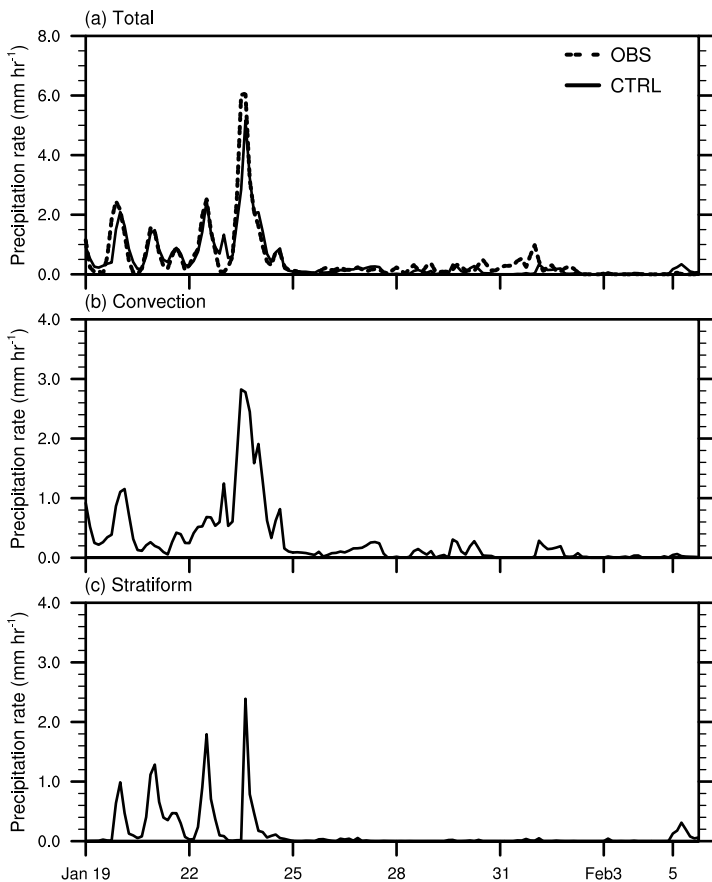 (a) Total
8.0
6.0
4.0
2.0
0.0
Precipitation rate (mm hr-1)
OBS
CTRL
(b) Convection
4.0
3.0
2.0
1.0
0.0
Precipitation rate (mm hr-1)
(c) Stratiform
4.0
3.0
2.0
1.0
0.0
Precipitation rate (mm hr-1)
Jan 19 22 25 28 31 Feb3 5